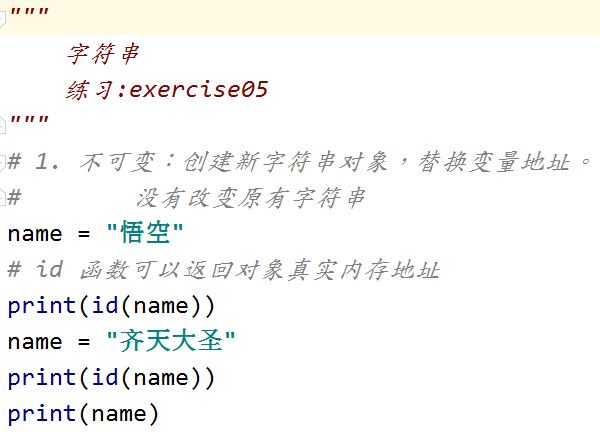 """
字符串
练习:exercise05
"""
# 1. 不可变：创建新字符串对象，替换变量地址。
# 没有改变原有字符串
name = "悟空"
# id 函数可以返回对象真实内存地址
print(id(name))
name = "齐天大圣"
print(id(name))
print(name)